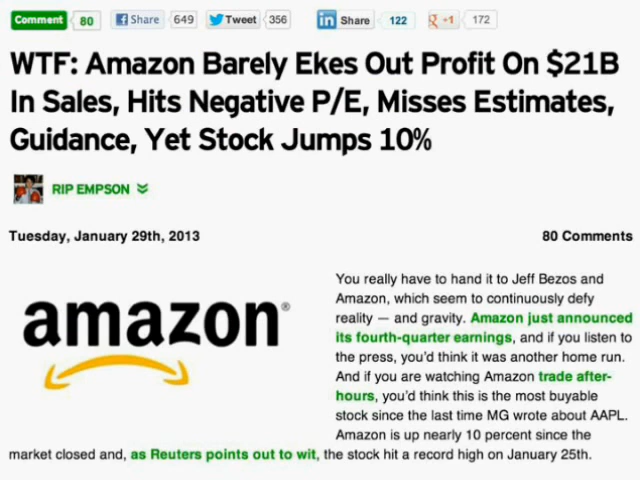 Comment 80 Share 649 Tweet 356 in Share 122 g +1 172
WTF: Amazon Barely Ekes Out Profit On $21B
In Sales, Hits Negative P/E, Misses Estimates,
Guidance, Yet Stock Jumps 10%
RIP EMPSON
Tuesday, January 29th, 2013 80 Comments
amazon®
You really have to hand it to Jeff Bezos and
Amazon, which seem to continuously defy
reality — and gravity. Amazon just announced
its fourth-quarter earnings, and if you listen to
the press, you'd think it was another home run.
And if you are watching Amazon trade after-
hours, you'd think this is the most buyable
stock since the last time MG wrote about AAPL.
Amazon is up nearly 10 percent since the
market closed and, as Reuters points out to wit, the stock hit a record high on January 25th.